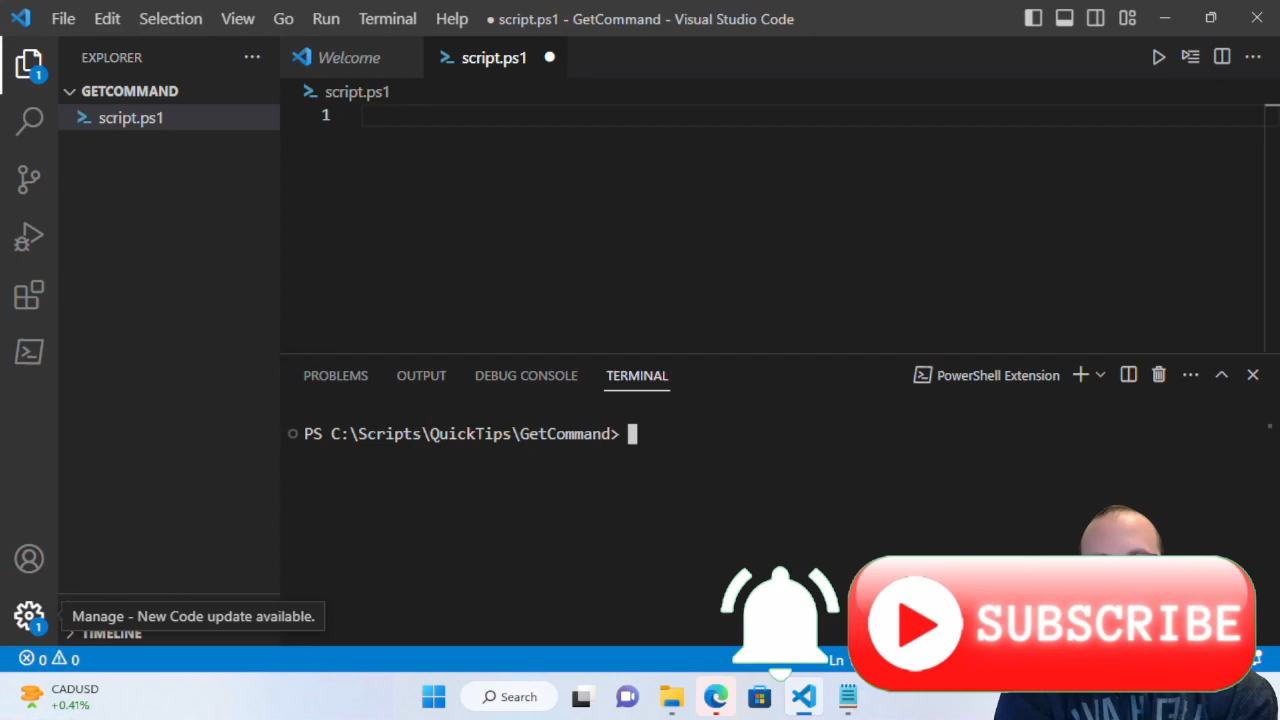 File Edit Selection View Go Run Terminal Help ● script.ps1 - GetCommand - Visual Studio Code
EXPLORER
Welcome
script.ps1
1
GETCOMMAND
script.ps1
script.ps1
1
PROBLEMS OUTPUT DEBUG CONSOLE TERMINAL
PowerShell Extension
PS C:\Scripts\QuickTips\GetCommand>
SUBSCRIBE
Manage - New Code update available.
1
TIMELINE
0 0
Ln
CADUSD
+0.41%
Search